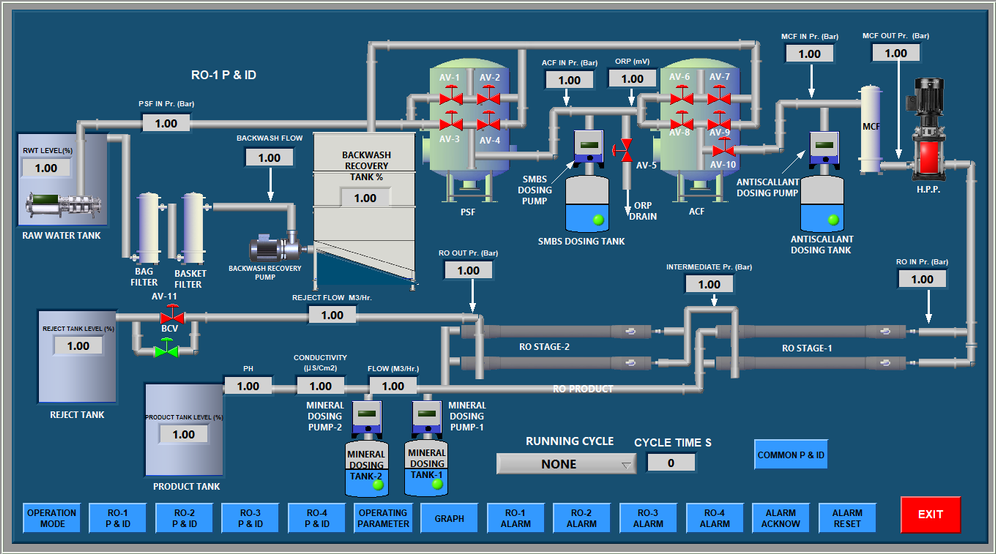 RO-1 P & ID
PSF IN Pr. (Bar)
1.00
RWT LEVEL(%)
1.00
RAW WATER TANK
BAG
FILTER
BASKET
FILTER
BACKWASH FLOW
1.00
BACKWASH RECOVERY
PUMP
BACKWASH
RECOVERY
TANK %
1.00
AV-1
AV-2
AV-3
AV-4
PSF
ACF IN Pr. (Bar)
1.00
ORP (mV)
1.00
SMBS
DOSING
PUMP
SMBS DOSING TANK
AV-5
ORP
DRAIN
AV-6
AV-7
AV-8
AV-9
AV-10
ACF
MCF IN Pr. (Bar)
1.00
MCF OUT Pr. (Bar)
1.00
ANTISCALLANT
DOSING PUMP
ANTISCALLANT
DOSING TANK
MCF
H.P.P.
RO OUT Pr. (Bar)
1.00
INTERMEDIATE Pr. (Bar)
1.00
RO IN Pr. (Bar)
1.00
AV-11
BCV
REJECT FLOW M3/Hr.
1.00
REJECT TANK LEVEL (%)
1.00
REJECT TANK
RO STAGE-2
RO STAGE-1
RO PRODUCT
PH
1.00
CONDUCTIVITY
(µS/Cm2)
1.00
FLOW (M3/Hr.)
1.00
PRODUCT TANK LEVEL (%)
1.00
PRODUCT TANK
MINERAL
DOSING
PUMP-2
MINERAL
DOSING
PUMP-1
MINERAL
DOSING
TANK-2
MINERAL
DOSING
TANK-1
RUNNING CYCLE
NONE
CYCLE TIME S
0
COMMON P & ID
OPERATION
MODE
RO-1
P & ID
RO-2
P & ID
RO-3
P & ID
RO-4
P & ID
OPERATING
PARAMETER
GRAPH
RO-1
ALARM
RO-2
ALARM
RO-3
ALARM
RO-4
ALARM
ALARM
ACKNOW
ALARM
RESET
EXIT